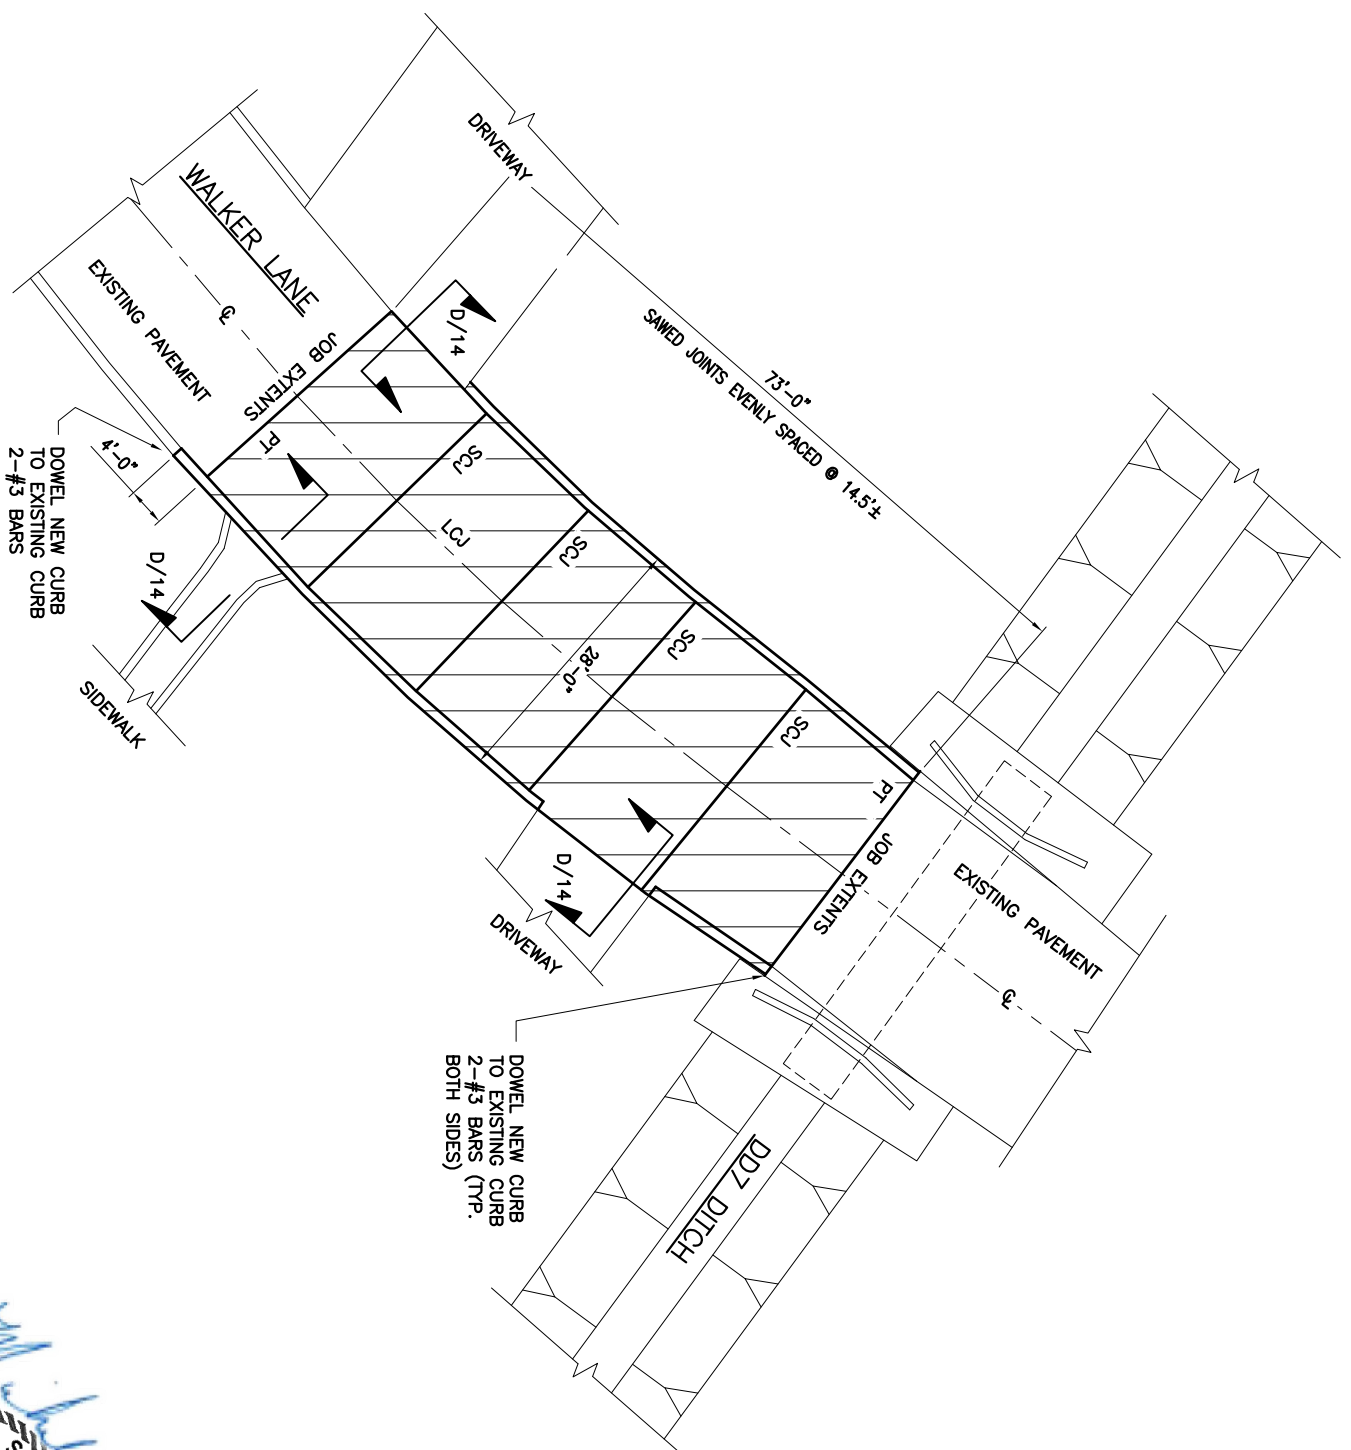 DRIVEWAY
WALKER LANE
EXISTING PAVEMENT
℄
JOB EXTENTS
D/14
73'-0"
SAWED JOINTS EVENLY SPACED @ 14.5'±
PT
SCJ
LCJ
SCJ
28'-0"
SCJ
SCJ
PT
JOB EXTENTS
EXISTING PAVEMENT
℄
4'-0"
DOWEL NEW CURB
TO EXISTING CURB
2-#3 BARS
D/14
SIDEWALK
D/14
DRIVEWAY
DOWEL NEW CURB
TO EXISTING CURB
2-#3 BARS (TYP.
BOTH SIDES)
DD7 DITCH